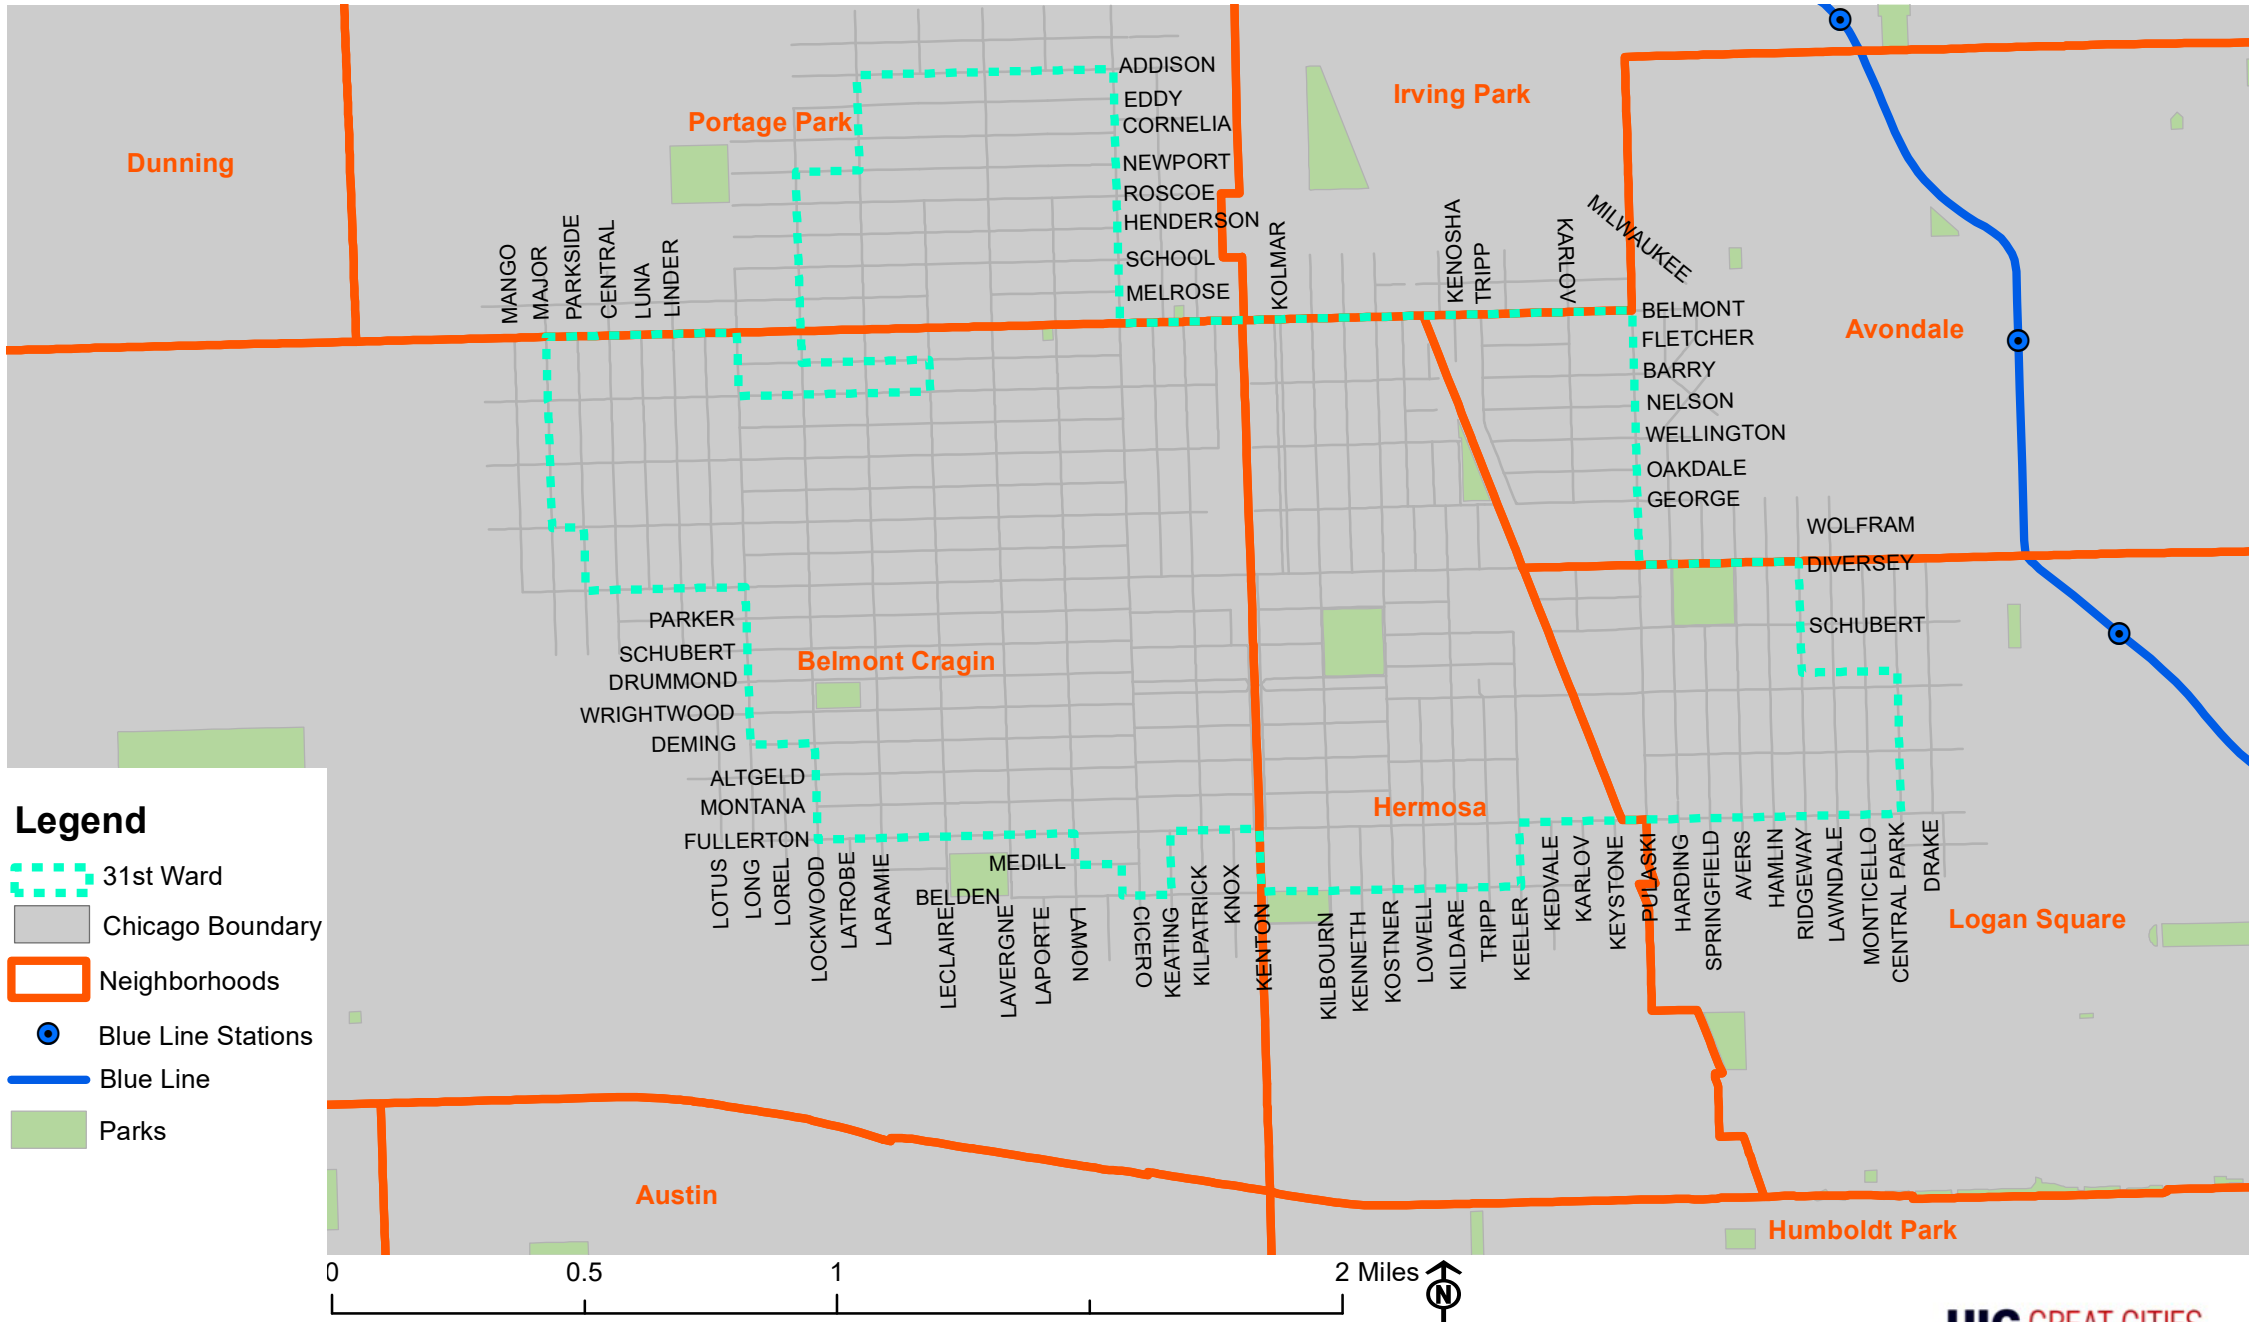 ADDISON
EDDY
CORNELIA
NEWPORT
ROSCOE
HENDERSON
SCHOOL
MELROSE
Portage Park
Irving Park
Dunning
MANGO
MAJOR
PARKSIDE
CENTRAL
LUNA
LINDER
KOLMAR
KENOSHA
TRIPP
KARLOV
MILWAUKEE
BELMONT
FLETCHER
BARRY
NELSON
WELLINGTON
OAKDALE
GEORGE
Avondale
WOLFRAM
DIVERSEY
SCHUBERT
PARKER
SCHUBERT
DRUMMOND
WRIGHTWOOD
DEMING
ALTGELD
MONTANA
FULLERTON
Belmont Cragin
Hermosa
MEDILL
BELDEN
LOTUS
LONG
LOREL
LOCKWOOD
LATROBE
LARAMIE
LECLAIRE
LAVERGNE
LAPORTE
LAMON
CICERO
KEATING
KILPATRICK
KNOX
KENTON
KILBOURN
KENNETH
KOSTNER
LOWELL
KILDARE
TRIPP
KEELER
KEDVALE
KARLOV
KEYSTONE
PULASKI
HARDING
SPRINGFIELD
AVERS
HAMLIN
RIDGEWAY
LAWNDALE
MONTICELLO
CENTRAL PARK
DRAKE
Logan Square
Austin
Humboldt Park
Legend
31st Ward
Chicago Boundary
Neighborhoods
Blue Line Stations
Blue Line
Parks
0 0.5 1 2 Miles
N
UIC GREAT CITIES